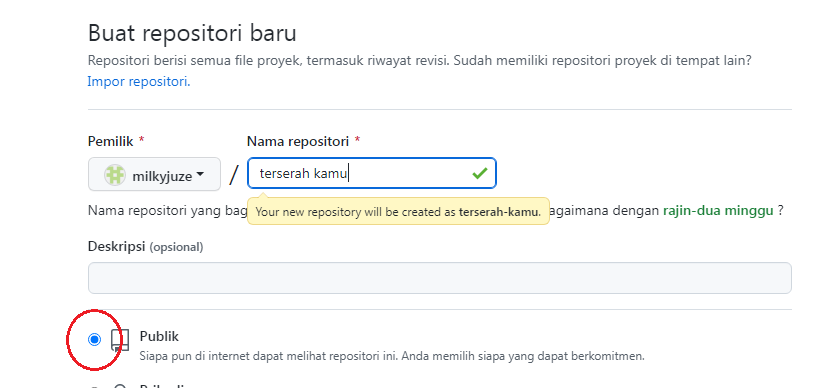 Buat repositori baru
Repositori berisi semua file proyek, termasuk riwayat revisi. Sudah memiliki repositori proyek di tempat lain?
Impor repositori.
Pemilik * Nama repositori *
milkyjuze / terserah kamu
Your new repository will be created as terserah-kamu.
Nama repositori yang bag agaimana dengan rajin-dua minggu ?
Deskripsi (opsional)
Publik
Siapa pun di internet dapat melihat repositori ini. Anda memilih siapa yang dapat berkomitmen.